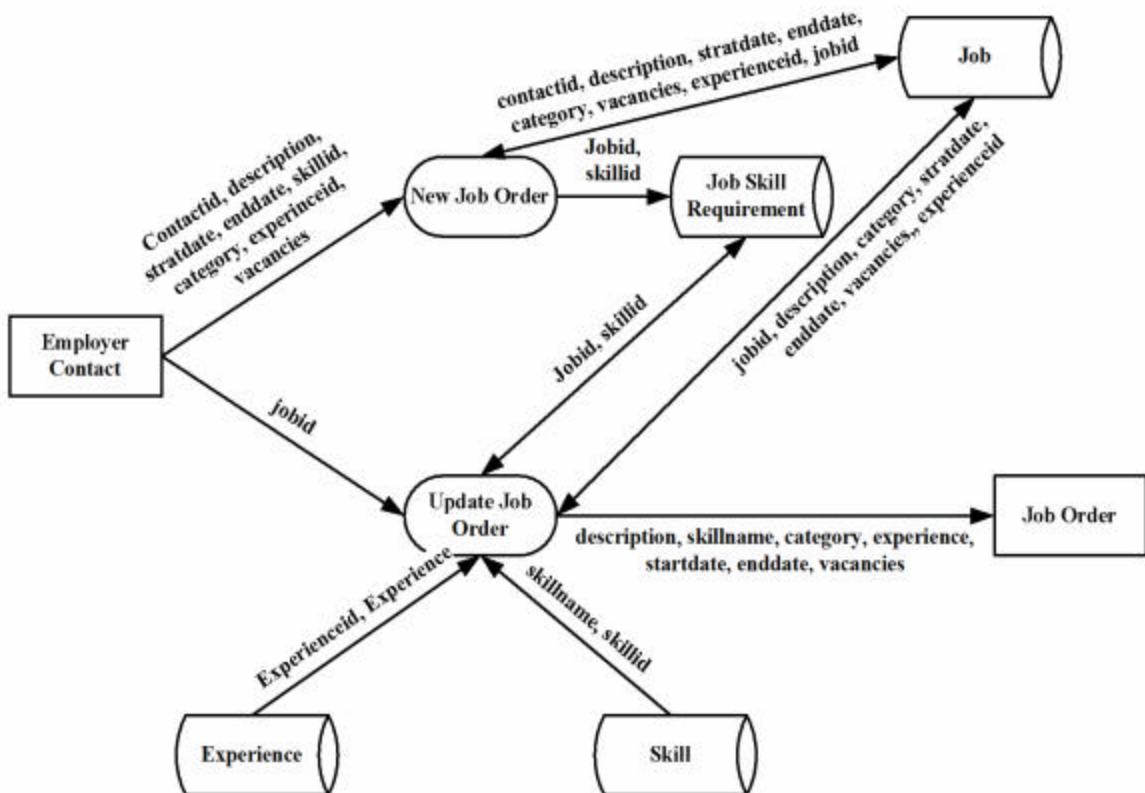 contactid, description, stratdate, enddate,
category, vacancies, experienceid, jobid
Job
Contactid, description,
stratdate, enddate, skillid,
category, experinceid,
vacancies
Jobid,
skillid
New Job Order
Job Skill
Requirement
jobid, description, category, stratdate,
enddate, vacancies,, experienceid
Employer
Contact
Jobid, skillid
jobid
Update Job
Order
Job Order
description, skillname, category, experience,
startdate, enddate, vacancies
Experienceid, Experience
skillname, skillid
Experience
Skill